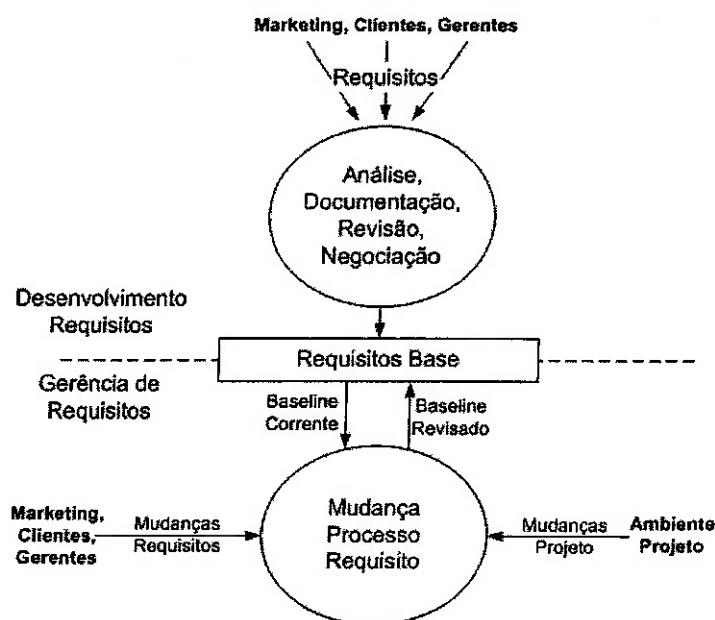 Marketing, Clientes, Gerentes
Requisitos
Análise,
Documentação,
Revisão,
Negociação
Desenvolvimento
Requisitos
Requisitos Base
Gerência de
Requisitos
Baseline
Corrente
Baseline
Revisado
Marketing,
Clientes,
Gerentes
Mudanças
Requisitos
Mudança
Processo
Requisito
Mudanças
Projeto
Ambiente
Projeto